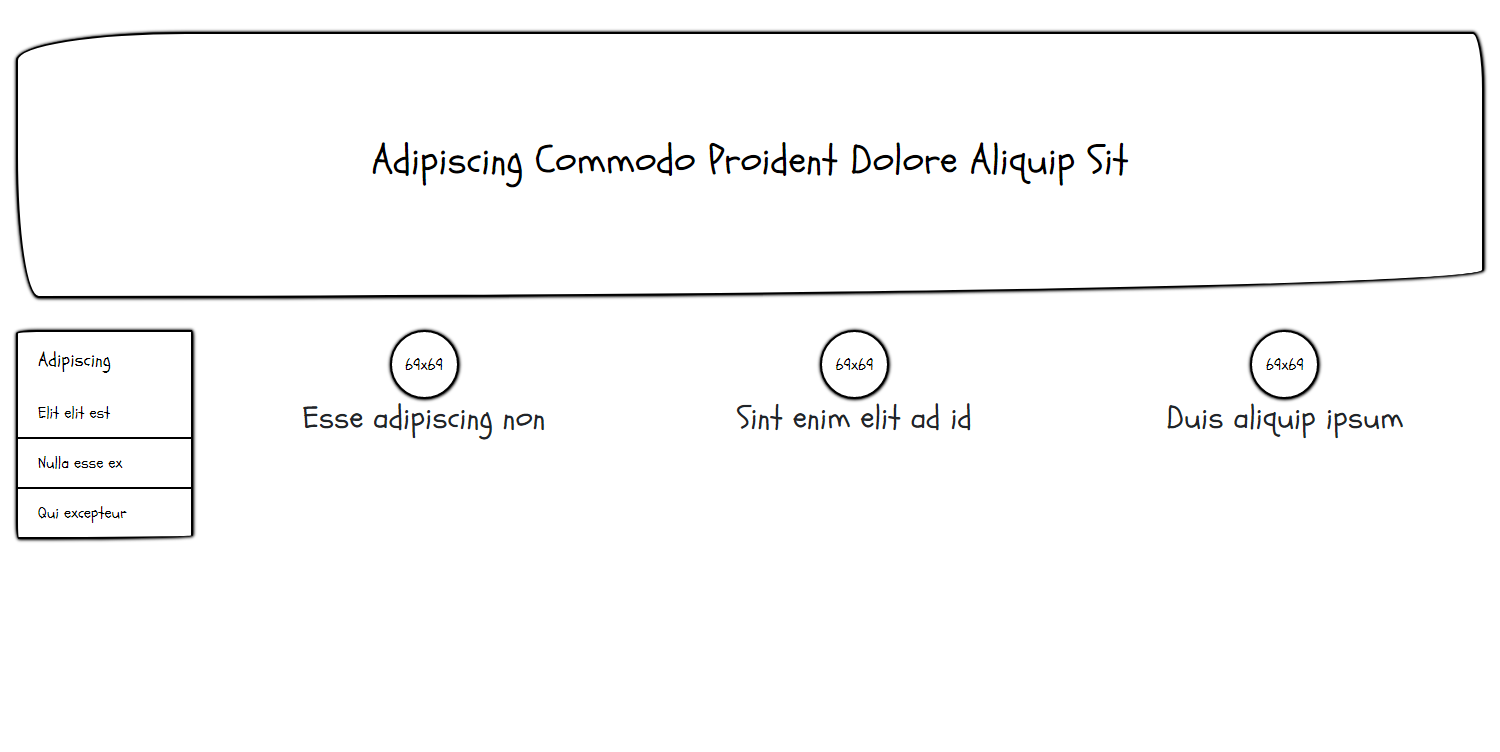 Adipiscing Commodo Proident Dolore Aliquip Sit
Adipiscing
Elit elit est
Nulla esse ex
Qui excepteur
69x69
Esse adipiscing non
69x69
Sint enim elit ad id
69x69
Duis aliquip ipsum